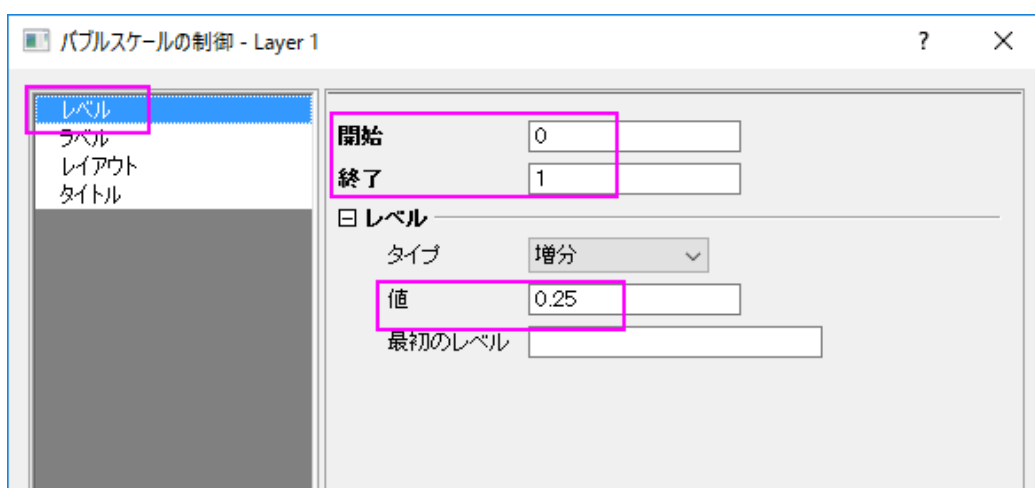 バブルスケールの制御 - Layer 1 ?
レベル
ラベル
レイアウト
タイトル
開始 0
終了 1
レベル
タイプ 増分
値 0.25
最初のレベル